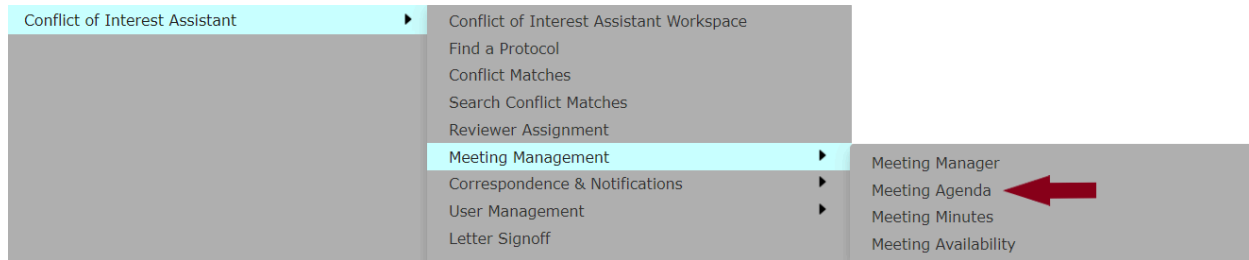 Conflict of Interest Assistant
Conflict of Interest Assistant Workspace
Find a Protocol
Conflict Matches
Search Conflict Matches
Reviewer Assignment
Meeting Management
Correspondence & Notifications
User Management
Letter Signoff
Meeting Manager
Meeting Agenda
Meeting Minutes
Meeting Availability